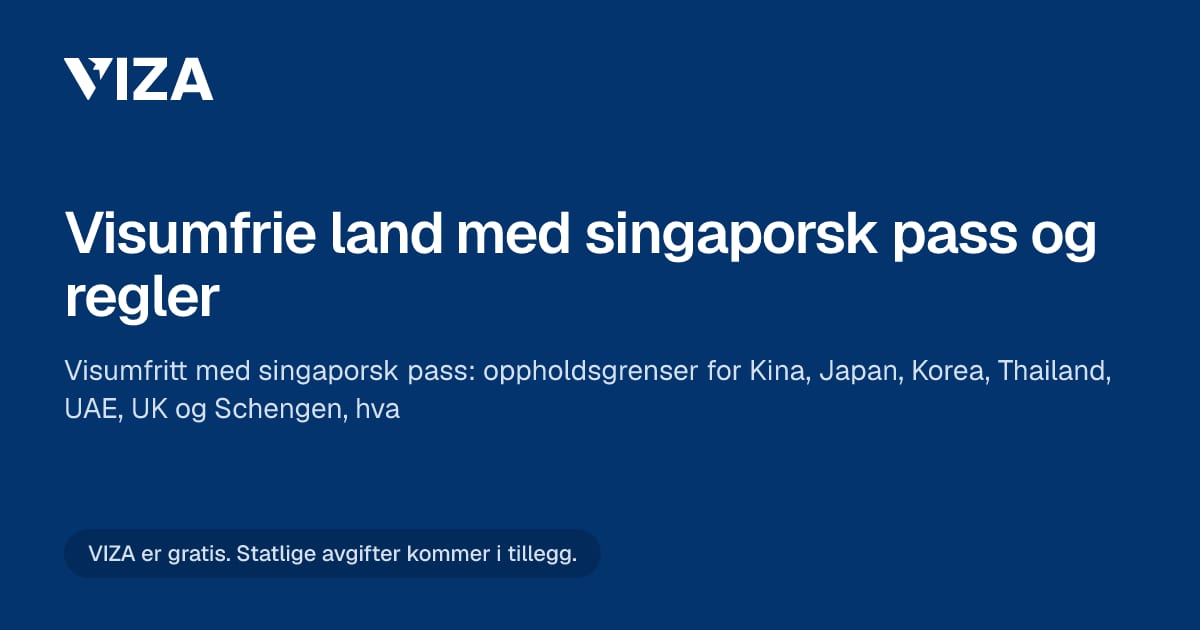 VIZA
Visumfrie land med singaporsk pass og
regler
Visumfritt med singaporsk pass: oppholdsgrenser for Kina, Japan, Korea, Thailand,
UAE, UK og Schengen, hva
VIZA er gratis. Statlige avgifter kommer i tillegg.